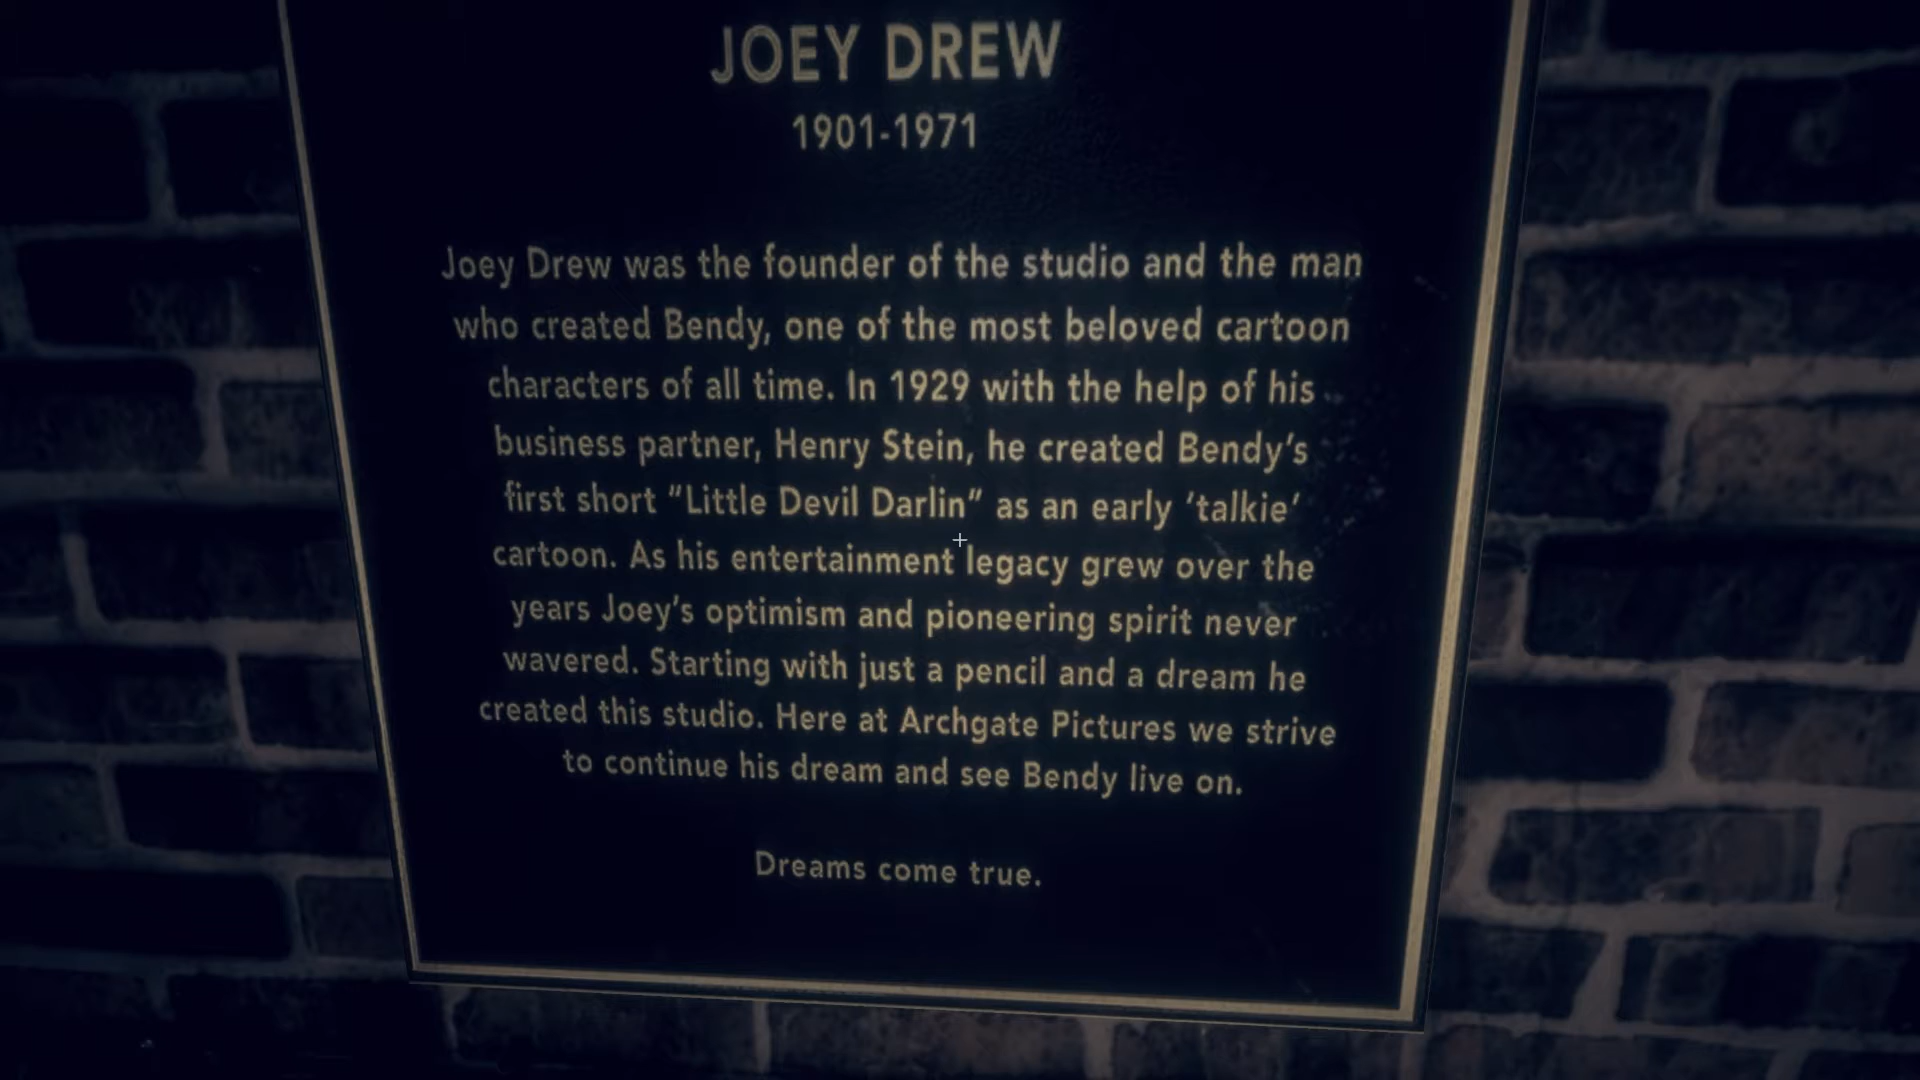 JOEY DREW
1901-1971
Joey Drew was the founder of the studio and the man
who created Bendy, one of the most beloved cartoon
characters of all time. In 1929 with the help of his
business partner, Henry Stein, he created Bendy's
first short "Little Devil Darlin" as an early 'talkie'
cartoon. As his entertainment legacy grew over the
years Joey's optimism and pioneering spirit never
wavered. Starting with just a pencil and a dream he
created this studio. Here at Archgate Pictures we strive
to continue his dream and see Bendy live on.
Dreams come true.